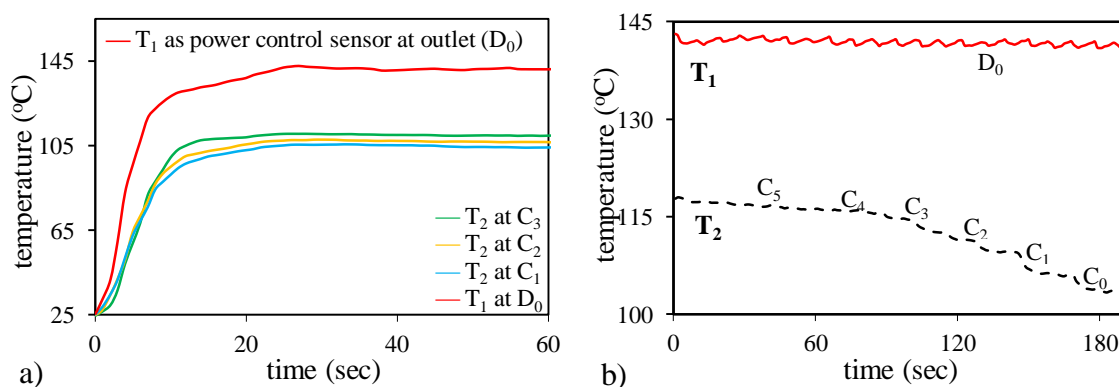 T₁ as power control sensor at outlet (D₀)
temperature (°C)
145
105
65
25
T₂ at C₃
T₂ at C₂
T₂ at C₁
T₁ at D₀
0
20
40
60
time (sec)
a)
temperature (°C)
145
130
115
100
T₁
D₀
T₂
C₅
C₄
C₃
C₂
C₁
C₀
0
60
120
180
time (sec)
b)